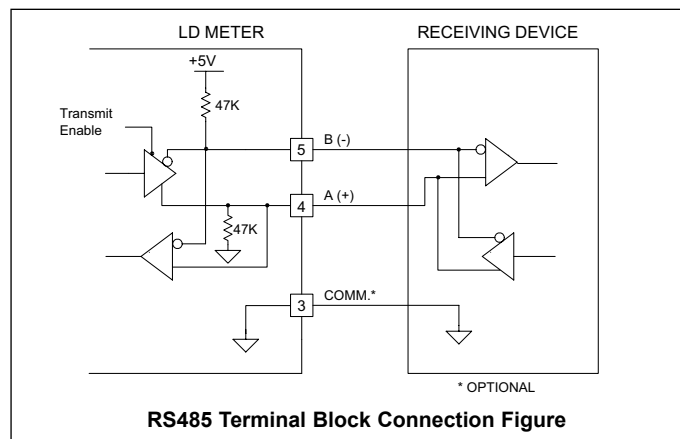 LD METER
RECEIVING DEVICE
+5V
47K
Transmit
Enable
5
B (-)
4
A (+)
47K
3
COMM.*
* OPTIONAL
RS485 Terminal Block Connection Figure